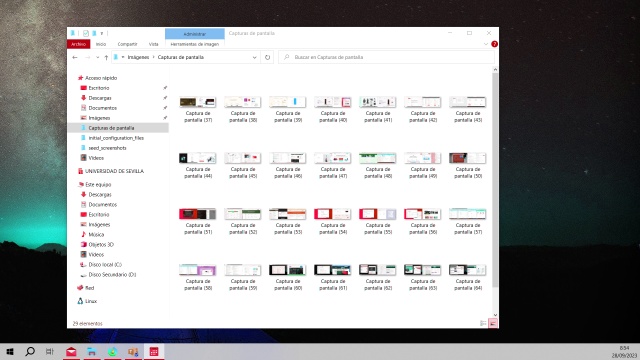 Administrar
Capturas de pantalla
Archivo
Inicio
Compartir
Vista
Herramientas de imagen
Imágenes
Capturas de pantalla
Buscar en Capturas de pantalla
Acceso rápido
Escritorio
Descargas
Documentos
Imágenes
Capturas de pantalla
initial_configuration_files
seed_screenshots
Vídeos
UNIVERSIDAD DE SEVILLA
Este equipo
Descargas
Documentos
Escritorio
Imágenes
Música
Objetos 3D
Vídeos
Disco local (C:)
Disco Secundario (D:)
Red
Linux
Captura de pantalla (37)
Captura de pantalla (38)
Captura de pantalla (39)
Captura de pantalla (40)
Captura de pantalla (41)
Captura de pantalla (42)
Captura de pantalla (43)
Captura de pantalla (44)
Captura de pantalla (45)
Captura de pantalla (46)
Captura de pantalla (47)
Captura de pantalla (48)
Captura de pantalla (49)
Captura de pantalla (50)
Captura de pantalla (51)
Captura de pantalla (52)
Captura de pantalla (53)
Captura de pantalla (54)
Captura de pantalla (55)
Captura de pantalla (56)
Captura de pantalla (57)
Captura de pantalla (58)
Captura de pantalla (59)
Captura de pantalla (60)
Captura de pantalla (61)
Captura de pantalla (62)
Captura de pantalla (63)
Captura de pantalla (64)
29 elementos
8:54
28/09/2023